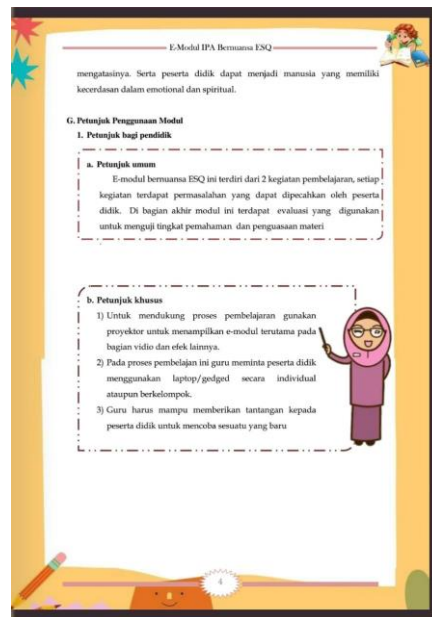 E-Modul IPA Bernuansa ESQ
mengatasinya. Serta peserta didik dapat menjadi manusia yang memiliki
kecerdasan dalam emotional dan spiritual.
G. Petunjuk Penggunaan Modul
1. Petunjuk bagi pendidik
a. Petunjuk umum
E-modul bernuansa ESQ ini terdiri dari 2 kegiatan pembelajaran, setiap
kegiatan terdapat permasalahan yang dapat dipecahkan oleh peserta
didik. Di bagian akhir modul ini terdapat evaluasi yang digunakan
untuk menguji tingkat pemahaman dan penguasaan materi
b. Petunjuk khusus
1) Untuk mendukung proses pembelajaran gunakan
proyektor untuk menampilkan e-modul terutama pada
bagian vidio dan efek lainnya.
2) Pada proses pembelajan ini guru meminta peserta didik
menggunakan laptop/gedged secara individual
ataupun berkelompok.
3) Guru harus mampu memberikan tantangan kepada
peserta didik untuk mencoba sesuatu yang baru
4